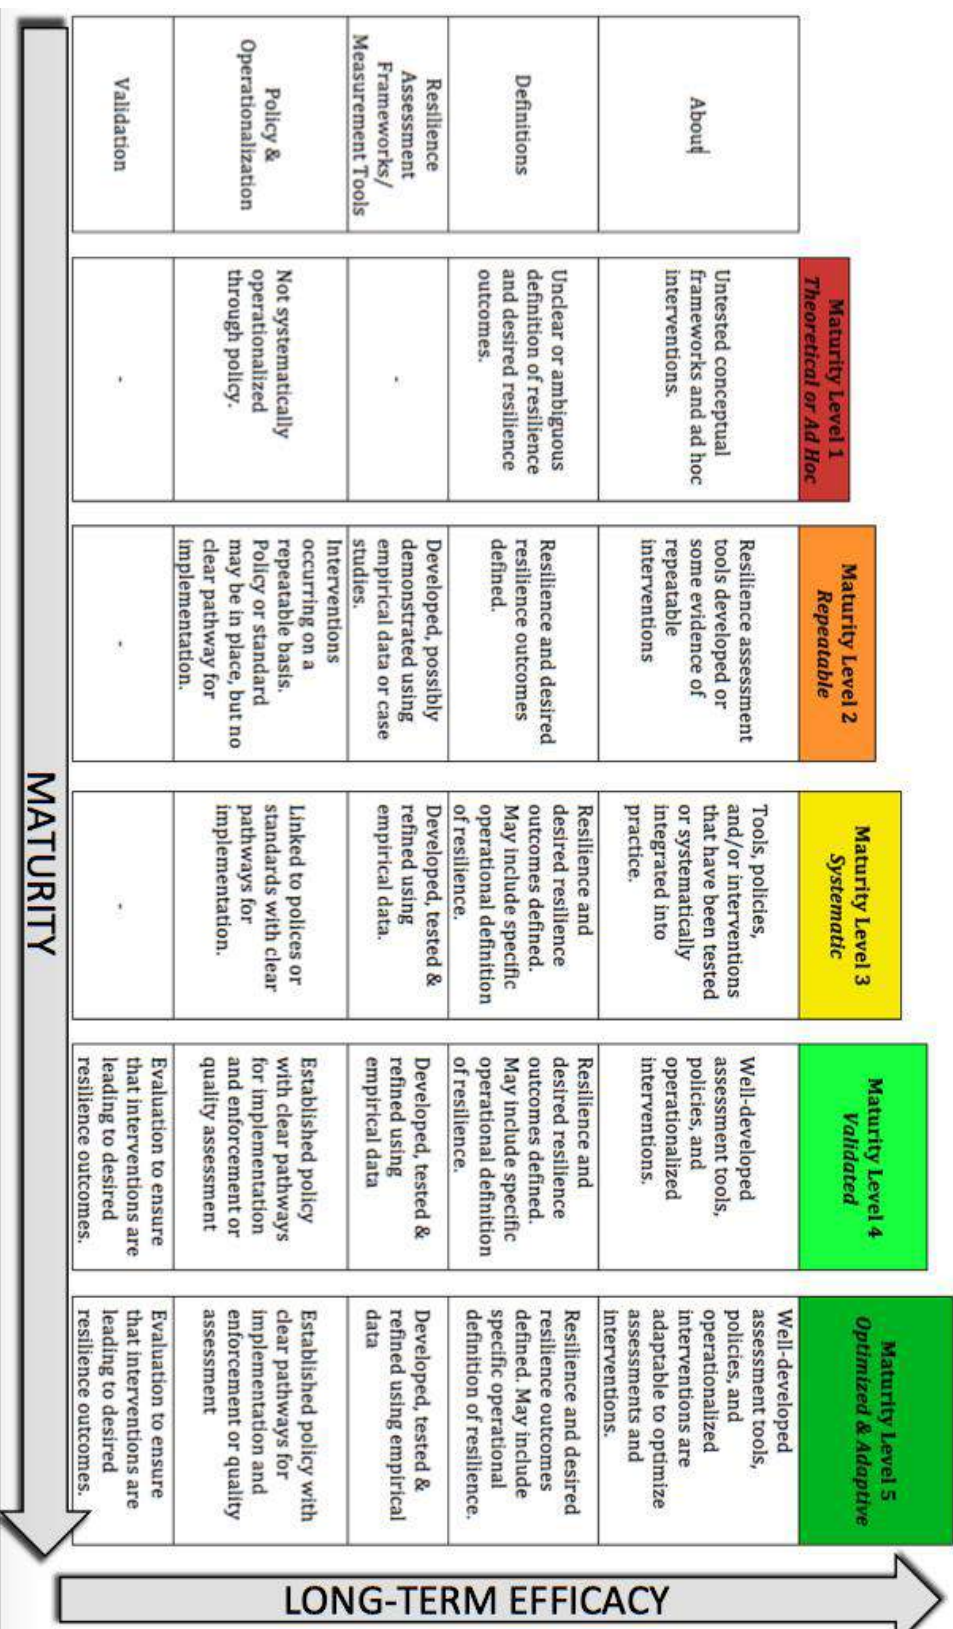 Maturity Level 1
Theoretical or Ad Hoc
Maturity Level 2
Repeatable
Maturity Level 3
Systematic
Maturity Level 4
Validated
Maturity Level 5
Optimized & Adaptive
About
Untested conceptual
frameworks and ad hoc
interventions.
Resilience assessment
tools developed or
some evidence of
repeatable
interventions
Tools, policies,
and/or interventions
that have been tested
or systematically
integrated into
practice.
Well-developed
assessment tools,
policies, and
operationalized
interventions.
Well-developed
assessment tools,
policies, and
operationalized
interventions are
adaptable to optimize
assessments and
interventions.
Definitions
Unclear or ambiguous
definition of resilience
and desired resilience
outcomes.
Resilience and desired
resilience outcomes
defined.
Resilience and
desired resilience
outcomes defined.
May include specific
operational definition
of resilience.
Resilience and
desired resilience
outcomes defined.
May include specific
operational definition
of resilience.
Resilience and desired
resilience outcomes
defined. May include
specific operational
definition of resilience.
Resilience
Assessment
Frameworks/
Measurement Tools
-
Developed, possibly
demonstrated using
empirical data or case
studies.
Developed, tested &
refined using
empirical data.
Developed, tested &
refined using
empirical data
Developed, tested &
refined using empirical
data
Policy &
Operationalization
Not systematically
operationalized
through policy.
Interventions
occurring on a
repeatable basis.
Policy or standard
may be in place, but no
clear pathway for
implementation.
Linked to polices or
standards with clear
pathways for
implementation.
Established policy
with clear pathways
for implementation
and enforcement or
quality assessment
Established policy with
clear pathways for
implementation and
enforcement or quality
assessment
Validation
-
-
-
Evaluation to ensure
that interventions are
leading to desired
resilience outcomes.
Evaluation to ensure
that interventions are
leading to desired
resilience outcomes.
MATURITY
LONG-TERM EFFICACY